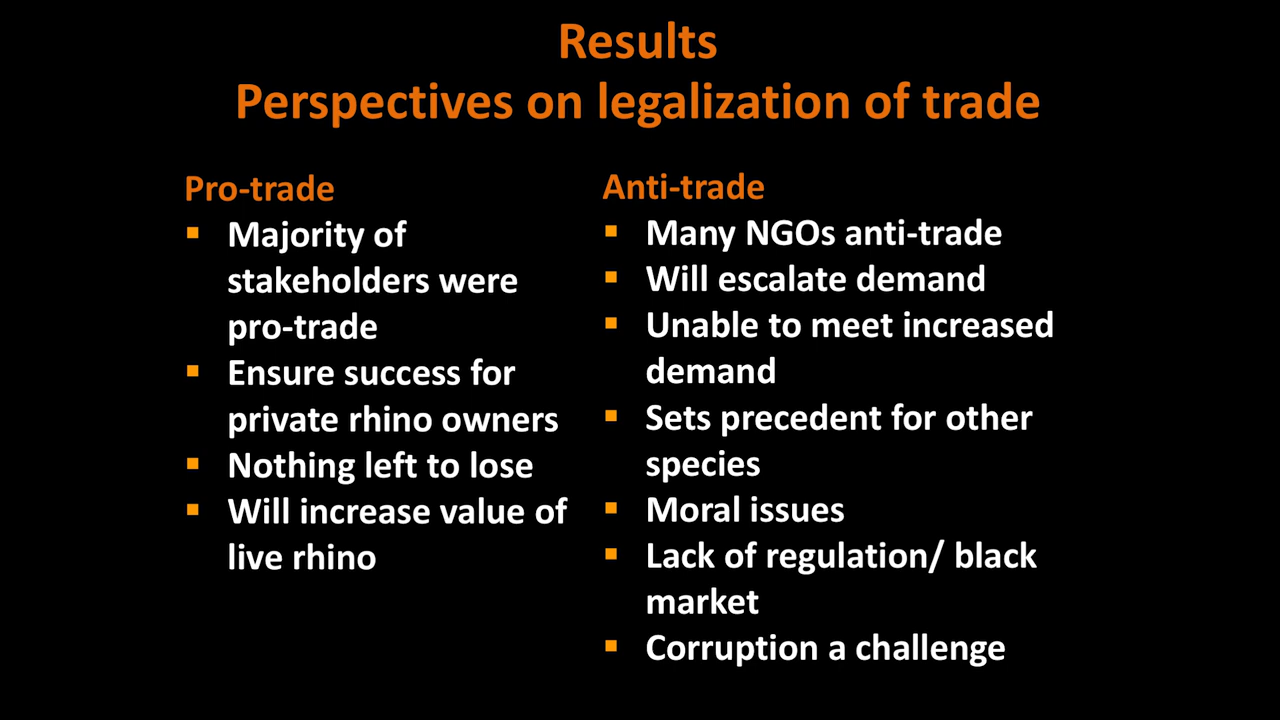 Results
Perspectives on legalization of trade
Pro-trade
▪ Majority of
stakeholders were
pro-trade
▪ Ensure success for
private rhino owners
▪ Nothing left to lose
▪ Will increase value of
live rhino
Anti-trade
▪ Many NGOs anti-trade
▪ Will escalate demand
▪ Unable to meet increased
demand
▪ Sets precedent for other
species
▪ Moral issues
▪ Lack of regulation/ black
market
▪ Corruption a challenge